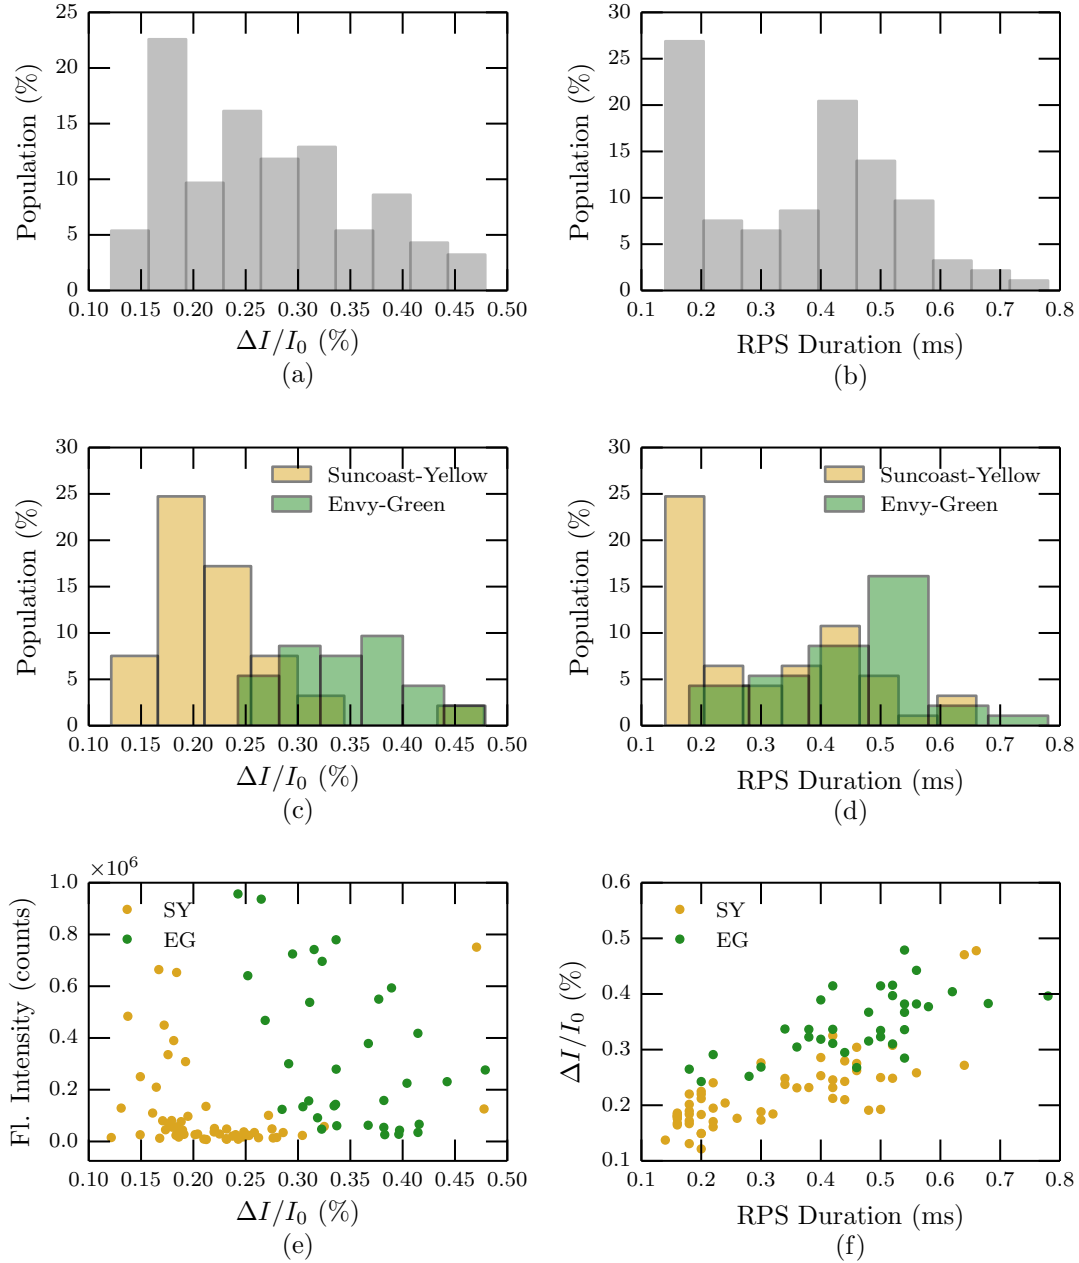 25
20
15
10
5
0
Population (%)
0.10 0.15 0.20 0.25 0.30 0.35 0.40 0.45 0.50
ΔI/I₀ (%)
(a)
30
25
20
15
10
5
0
Population (%)
0.1 0.2 0.3 0.4 0.5 0.6 0.7 0.8
RPS Duration (ms)
(b)
30
25
20
15
10
5
0
Population (%)
Suncoast-Yellow
Envy-Green
0.10 0.15 0.20 0.25 0.30 0.35 0.40 0.45 0.50
ΔI/I₀ (%)
(c)
30
25
20
15
10
5
0
Population (%)
Suncoast-Yellow
Envy-Green
0.1 0.2 0.3 0.4 0.5 0.6 0.7 0.8
RPS Duration (ms)
(d)
×10⁶
1.0
0.8
0.6
0.4
0.2
0.0
Fl. Intensity (counts)
SY
EG
0.10 0.15 0.20 0.25 0.30 0.35 0.40 0.45 0.50
ΔI/I₀ (%)
(e)
0.6
0.5
0.4
0.3
0.2
0.1
ΔI/I₀ (%)
SY
EG
0.1 0.2 0.3 0.4 0.5 0.6 0.7 0.8
RPS Duration (ms)
(f)